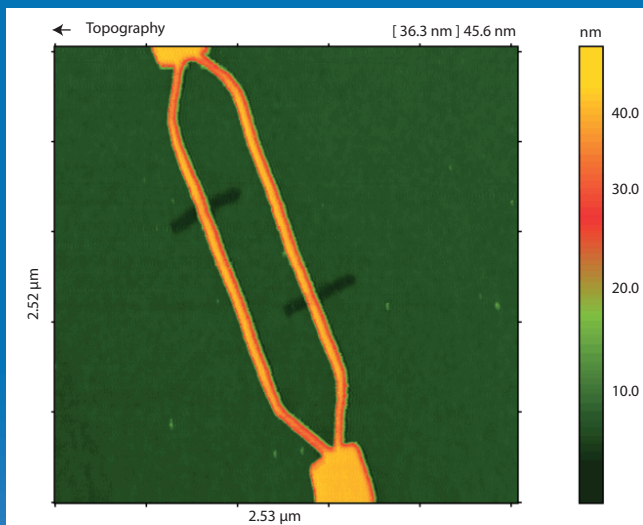 Topography
[ 36.3 nm ] 45.6 nm
nm
40.0
30.0
20.0
10.0
2.52 µm
2.53 µm